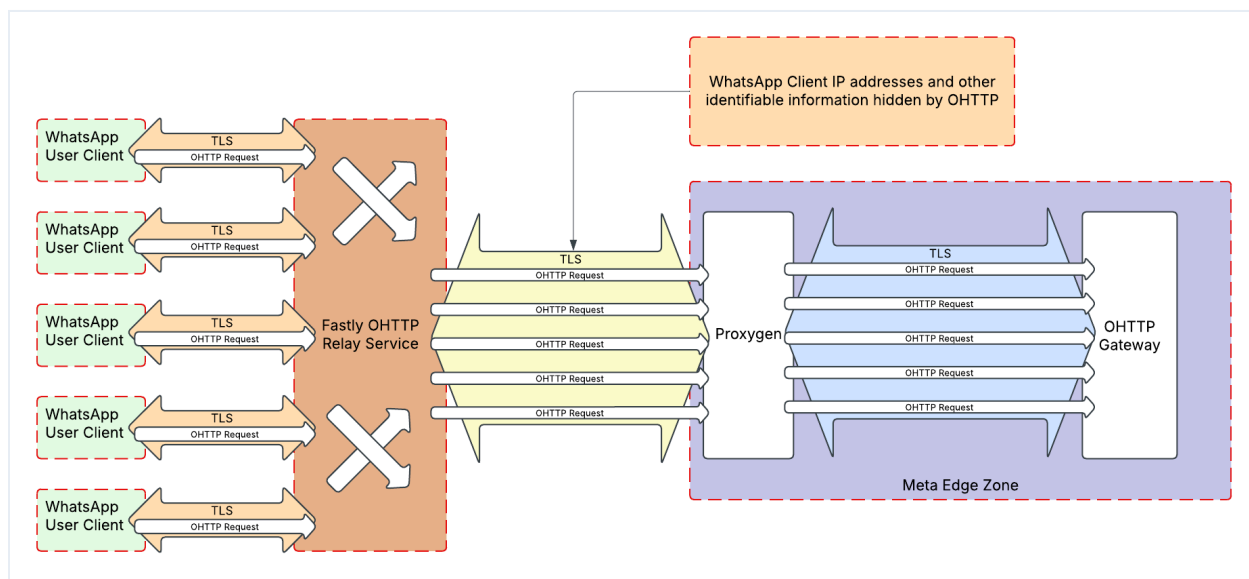 WhatsApp Client IP addresses and other
identifiable information hidden by OHTTP
WhatsApp
User Client
TLS
OHTTP Request
WhatsApp
User Client
TLS
OHTTP Request
WhatsApp
User Client
TLS
OHTTP Request
WhatsApp
User Client
TLS
OHTTP Request
WhatsApp
User Client
TLS
OHTTP Request
Fastly OHTTP
Relay Service
TLS
OHTTP Request
OHTTP Request
OHTTP Request
OHTTP Request
OHTTP Request
Proxygen
TLS
OHTTP Request
OHTTP Request
OHTTP Request
OHTTP Request
OHTTP Request
OHTTP
Gateway
Meta Edge Zone